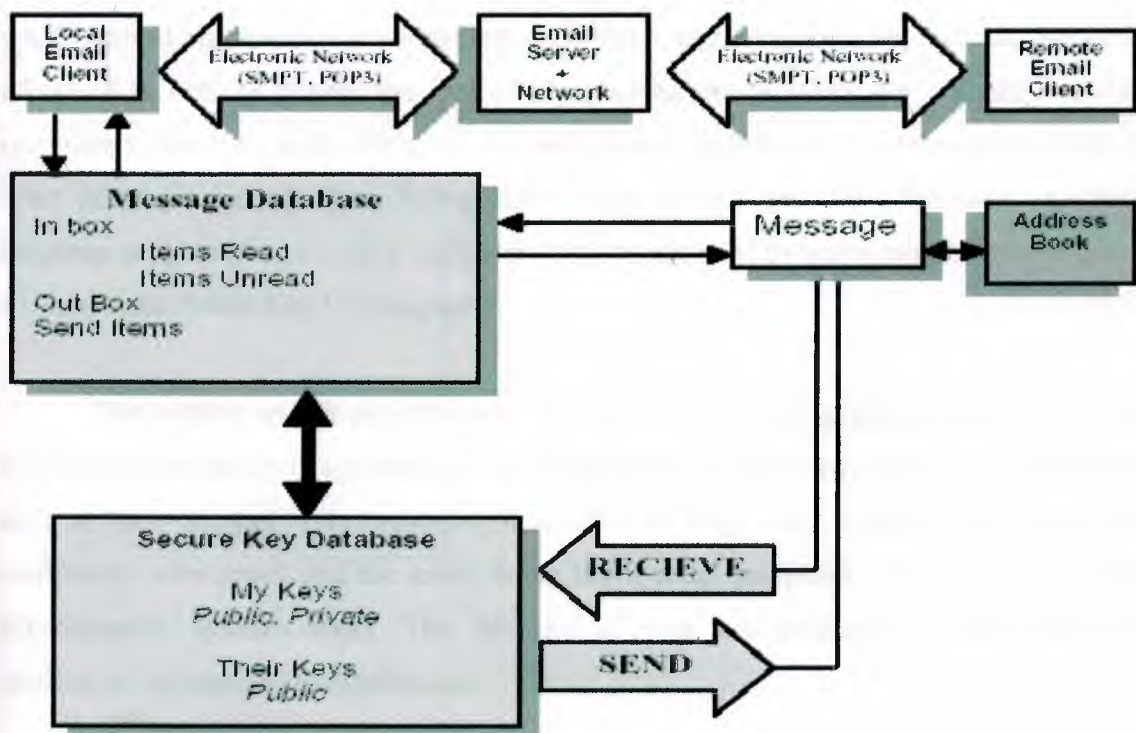 Local
Email
Client
Electronic Network
(SMPT, POP3)
Email
Server
+
Network
Electronic Network
(SMPT, POP3)
Remote
Email
Client
Message Database
In box
Items Read
Items Unread
Out Box
Send Items
Message
Address
Book
Secure Key Database
My Keys
Public, Private
Their Keys
Public
RECIEVE
SEND